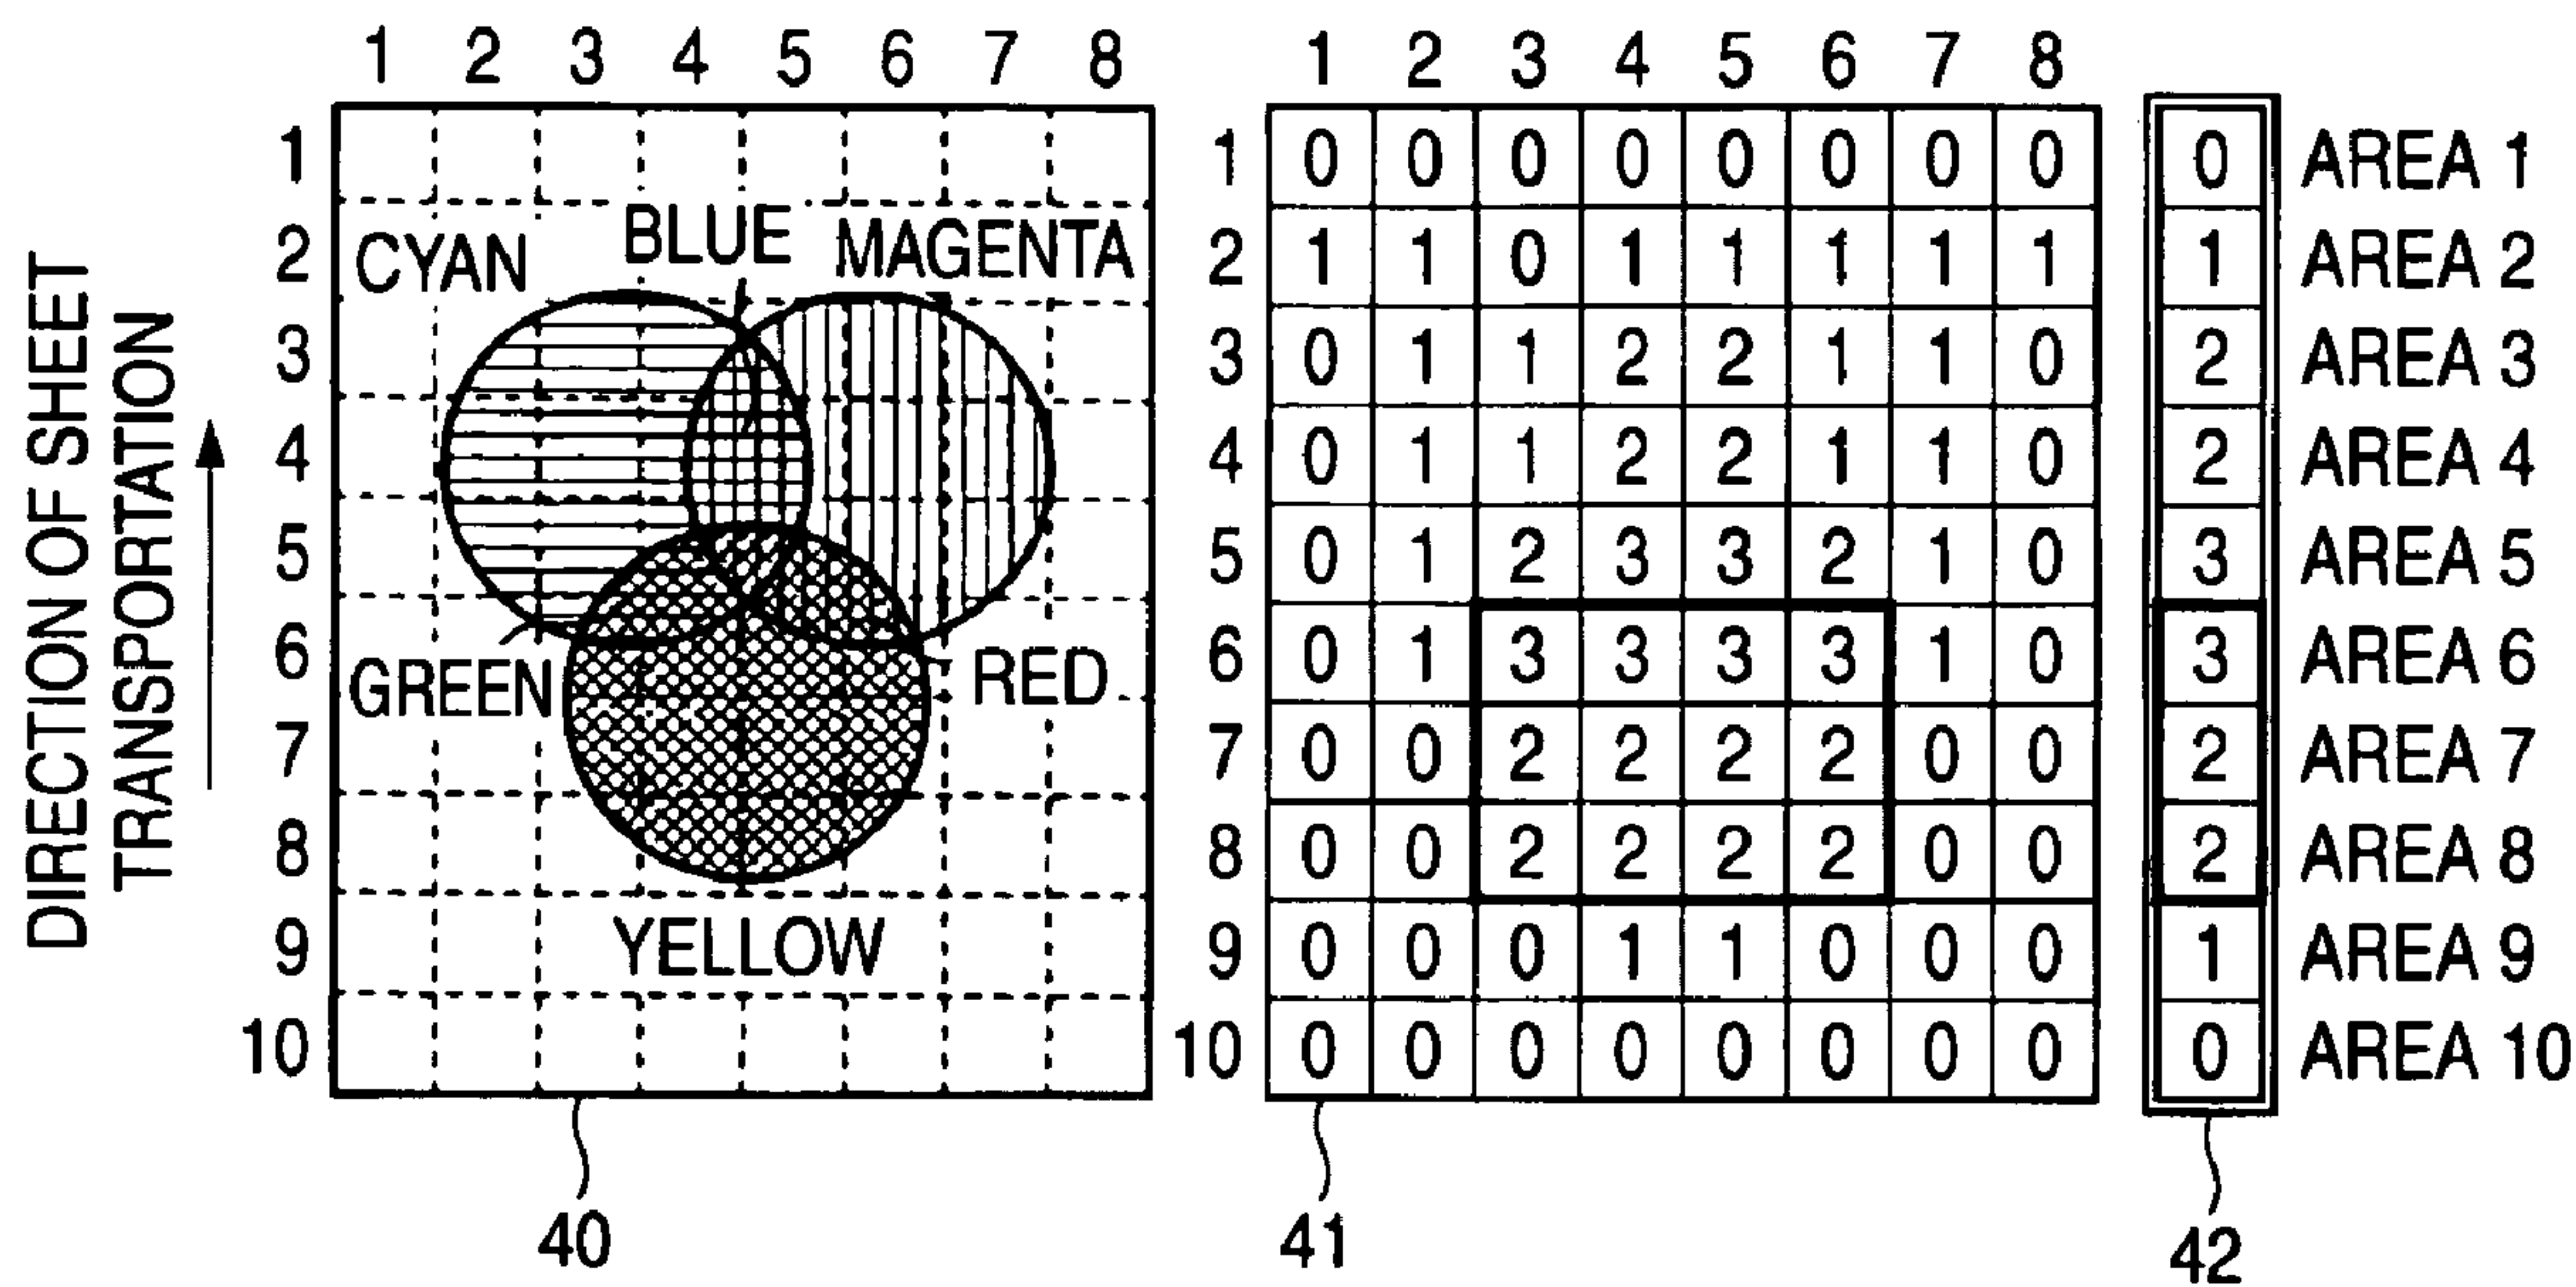 DIRECTION OF SHEET
TRANSPORTATION
1 2 3 4 5 6 7 8
1
2
3
4
5
6
7
8
9
10
CYAN
BLUE
MAGENTA
GREEN
RED
YELLOW
40
1 2 3 4 5 6 7 8
1 0 0 0 0 0 0 0 0
2 1 1 0 1 1 1 1 1
3 0 1 1 2 2 1 1 0
4 0 1 1 2 2 1 1 0
5 0 1 2 3 3 2 1 0
6 0 1 3 3 3 3 1 0
7 0 0 2 2 2 2 0 0
8 0 0 2 2 2 2 0 0
9 0 0 0 1 1 0 0 0
10 0 0 0 0 0 0 0 0
41
0 AREA 1
1 AREA 2
2 AREA 3
2 AREA 4
3 AREA 5
3 AREA 6
2 AREA 7
2 AREA 8
1 AREA 9
0 AREA 10
42